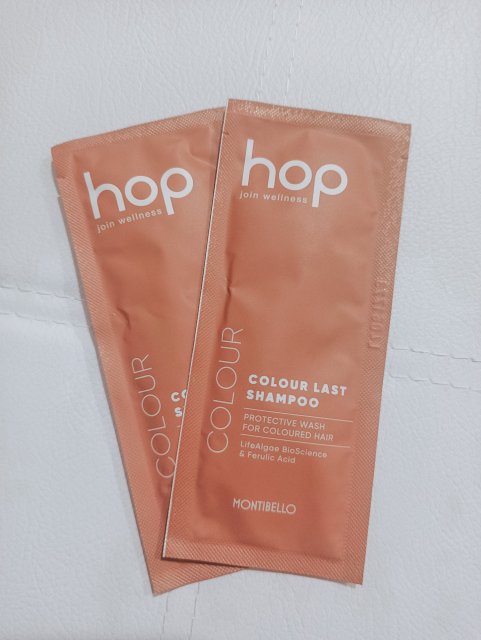 hop
join wellness
COLOUR
CO
S
hop
join wellness
COLOUR
COLOUR LAST
SHAMPOO
PROTECTIVE WASH
FOR COLOURED HAIR
LifeAlgae BioScience
& Ferulic Acid
MONTIBELLO